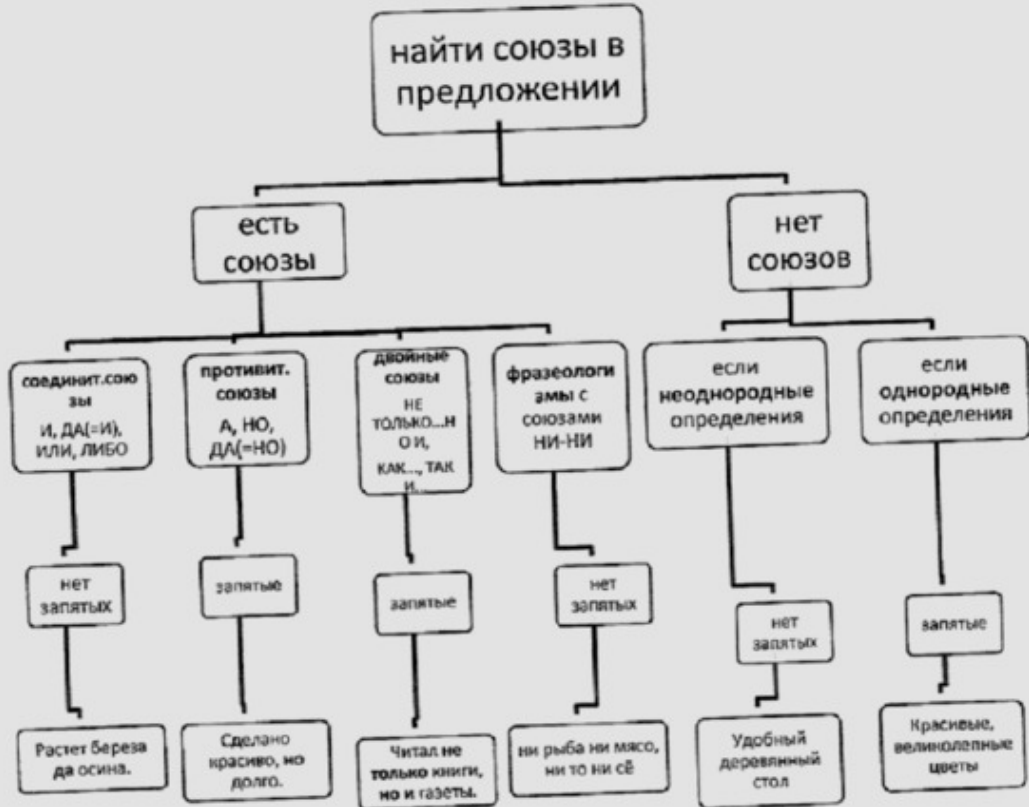 найти союзы в
предложении
есть
союзы
нет
союзов
соединит.сою
зы
И, ДА(=И),
ИЛИ, ЛИБО
противит.
союзы
А, НО,
ДА(=НО)
двойные
союзы
НЕ
ТОЛЬКО...Н
О И,
КАК..., ТАК
И...
фразеологи
змы с
союзами
НИ-НИ
если
неоднородные
определения
если
однородные
определения
нет
запятых
запятые
запятые
нет
запятых
нет
запятых
запятые
Растет береза
да осина.
Сделано
красиво, но
долго.
Читал не
только книги,
но и газеты.
ни рыба ни мясо,
ни то ни сё
Удобный
деревянный
стол
Красивые,
великолепные
цветы